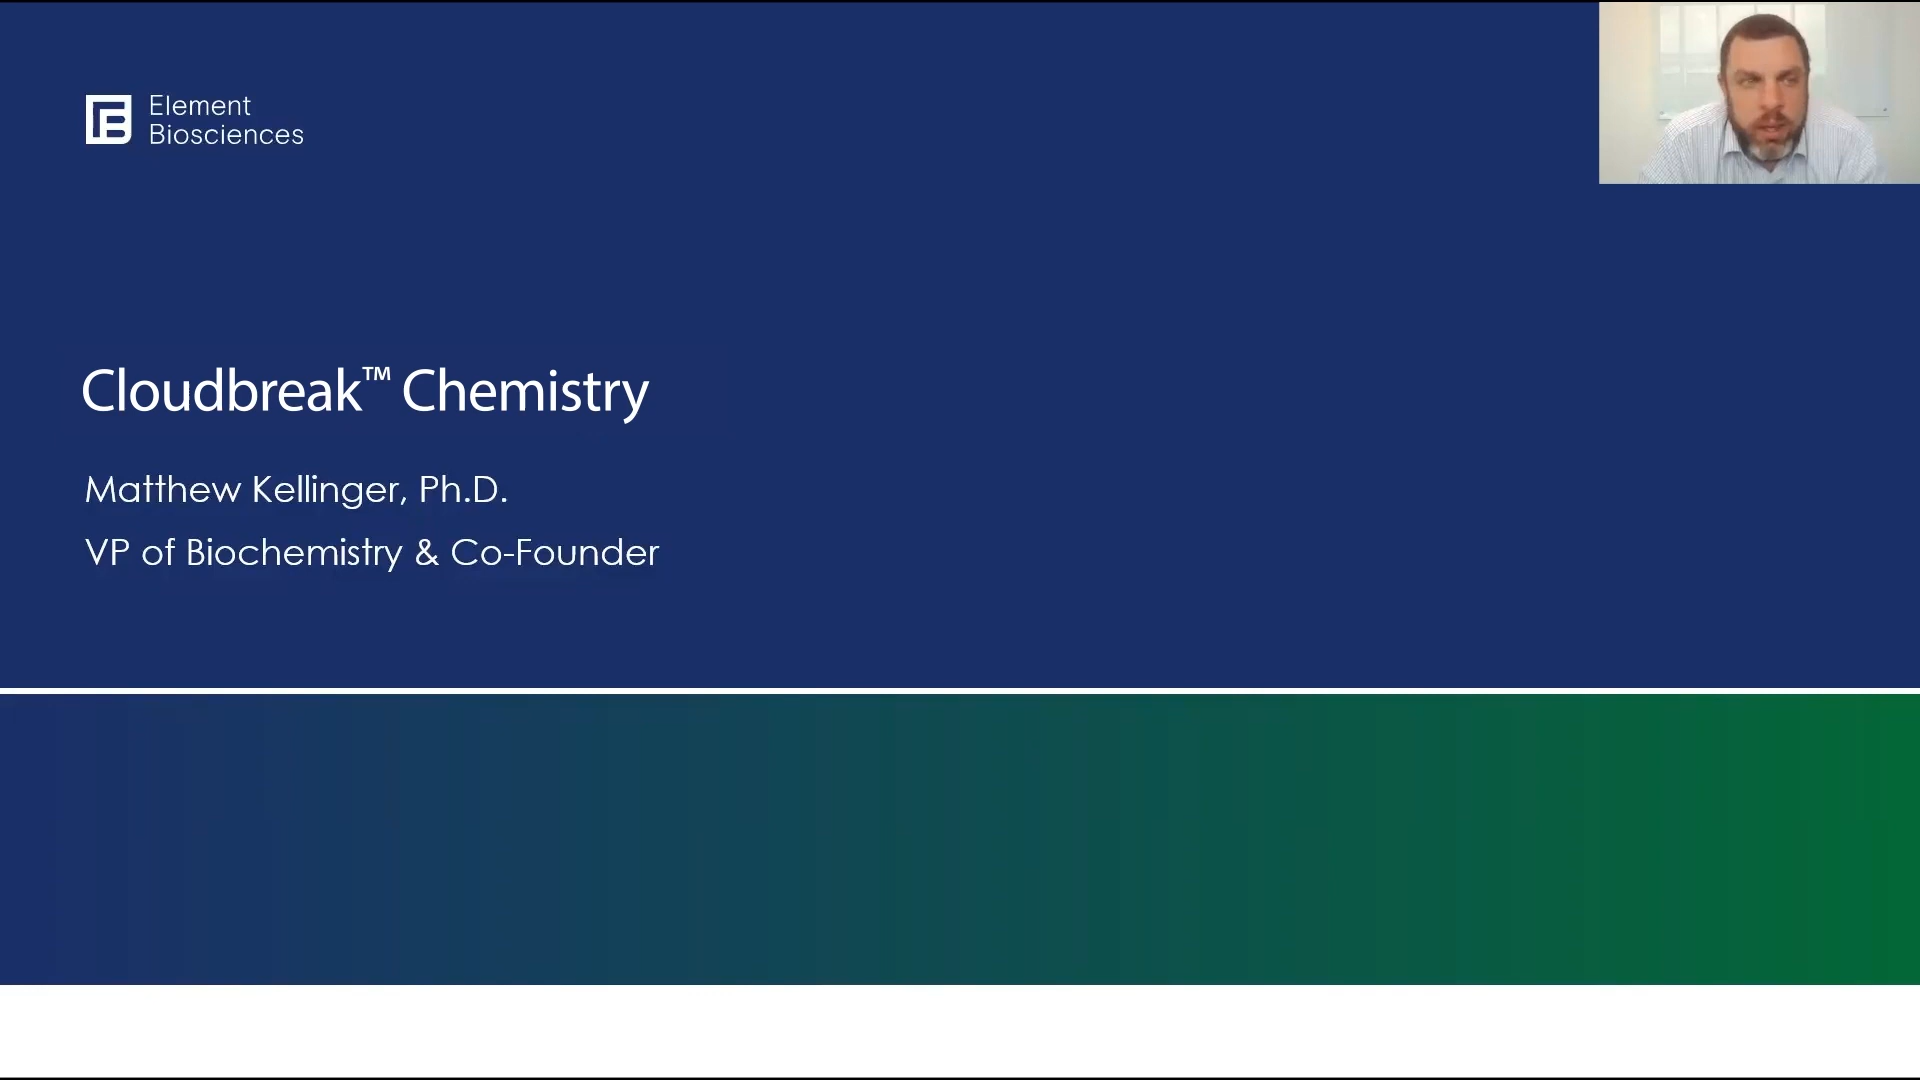 Element
Biosciences
Cloudbreak™ Chemistry
Matthew Kellinger, Ph.D.
VP of Biochemistry & Co-Founder